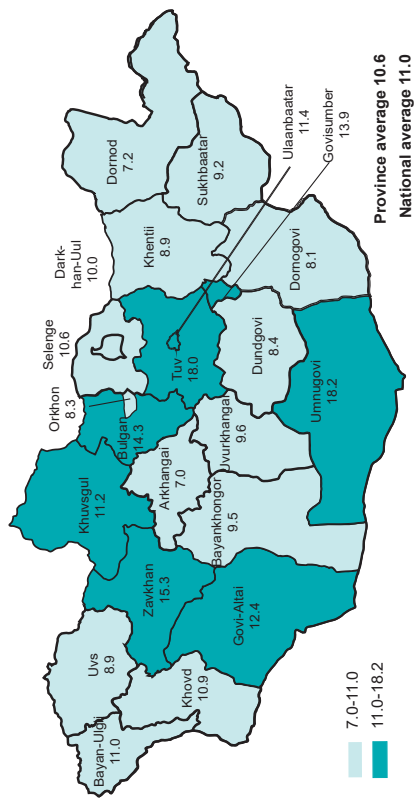 Bayan-Ulgii
11.0
Uvs
8.9
Khovd
10.9
Zavkhan
15.3
Govi-Altai
12.4
Khuvsgul
11.2
Orkhon
8.3
Bulgan
14.3
Arkhangai
7.0
Bayankhongor
9.5
Uvurkhangai
9.6
Selenge
10.6
Dark-
han-Uul
10.0
Tuv
18.0
Dundgovi
8.4
Umnugovi
18.2
Khentii
8.9
Dornogovi
8.1
Dornod
7.2
Sukhbaatar
9.2
Ulaanbaatar
11.4
Govisumber
13.9
7.0-11.0
11.0-18.2
Province average 10.6
National average 11.0